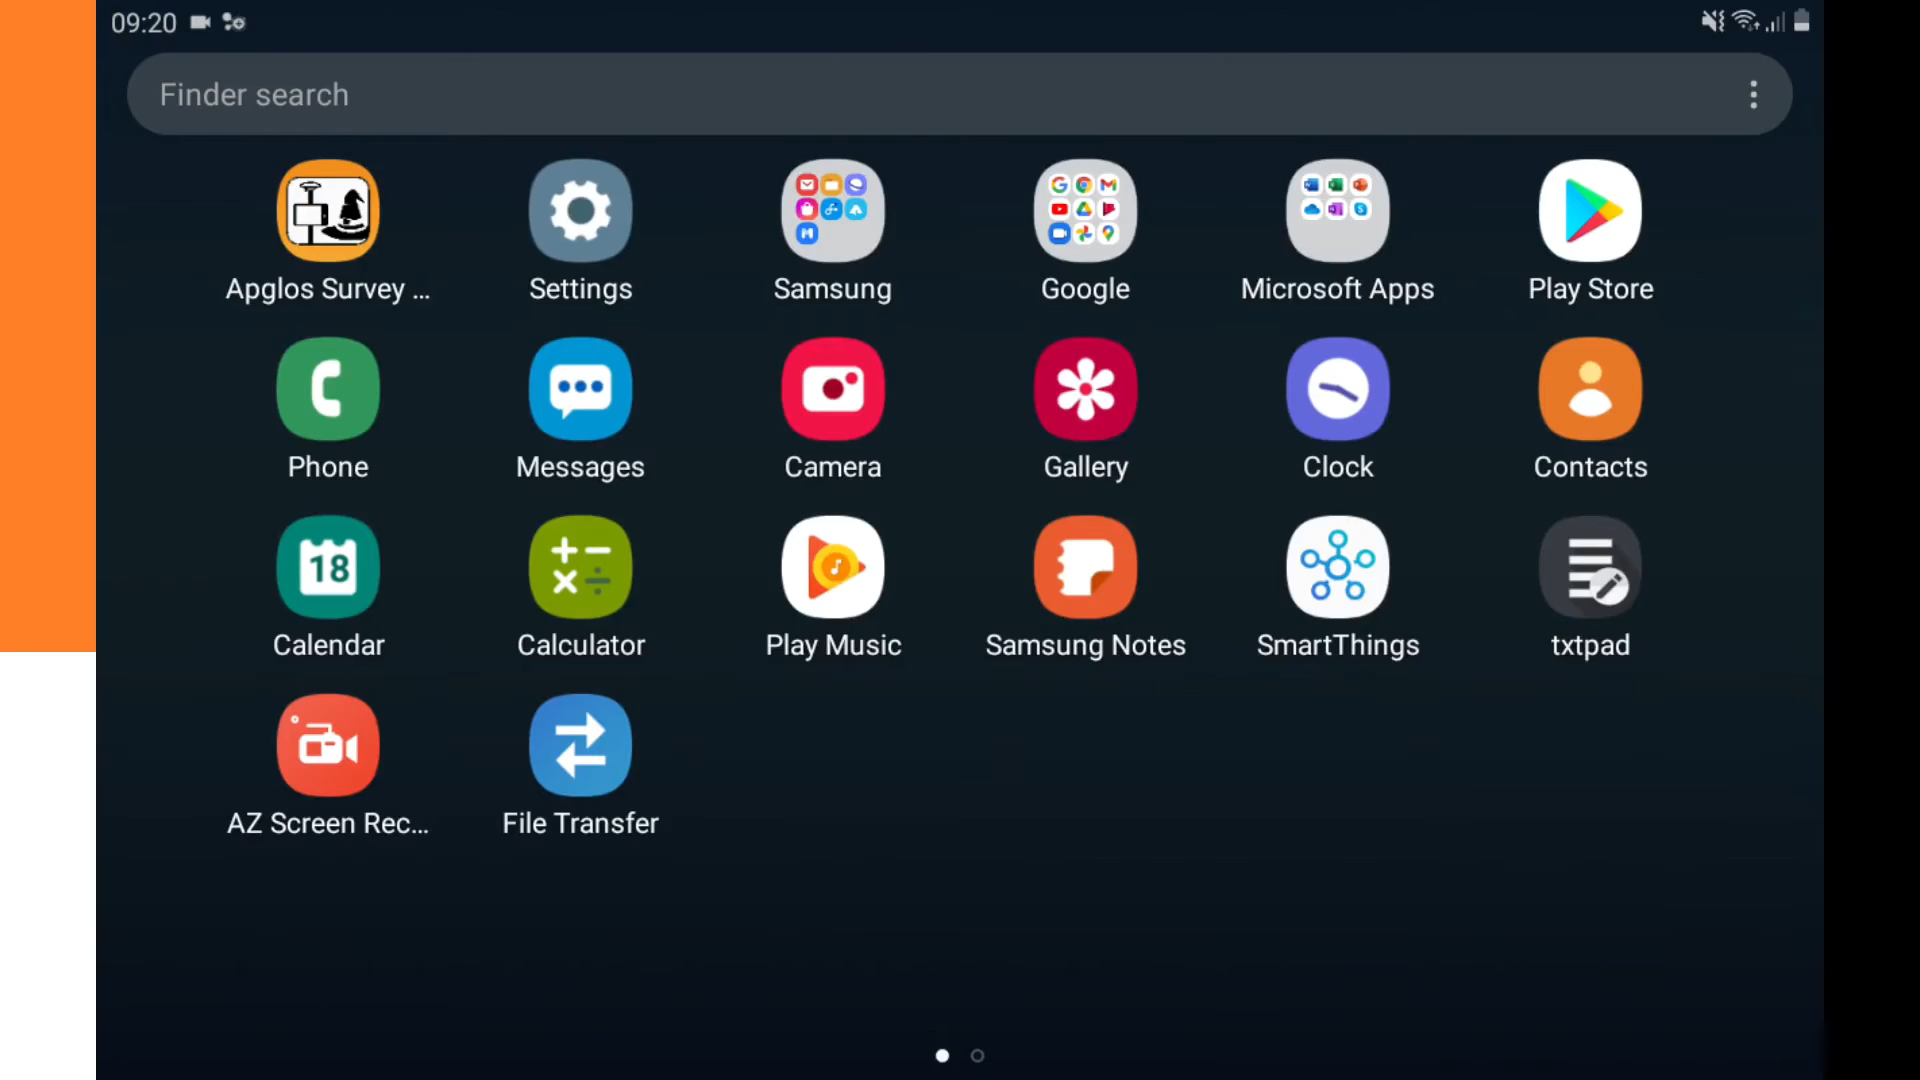 09:20
Finder search
Apglos Survey ...
Settings
Samsung
Google
Microsoft Apps
Play Store
Phone
Messages
Camera
Gallery
Clock
Contacts
18
Calendar
Calculator
Play Music
Samsung Notes
SmartThings
txtpad
AZ Screen Rec...
File Transfer